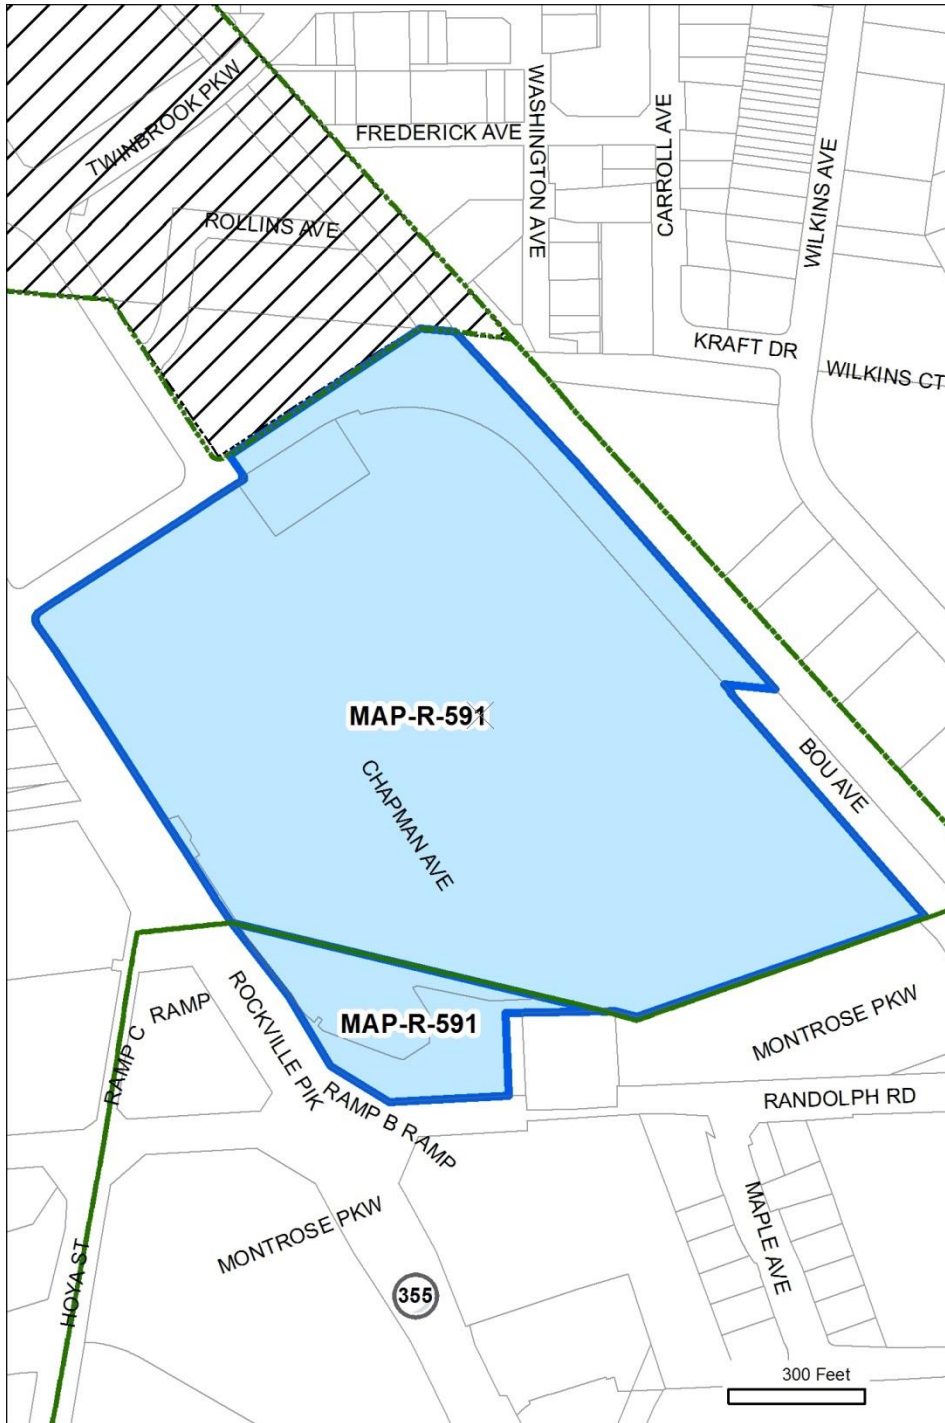 TWINBROOK PKW
FREDERICK AVE
WASHINGTON AVE
CARROLL AVE
WILKINS AVE
ROLLINS AVE
KRAFT DR
WILKINS CT
MAP-R-591
CHAPMAN AVE
BOU AVE
RAMP C
RAMP
ROCKVILLE PIK
MAP-R-591
MONTROSE PKW
RAMP B RAMP
RANDOLPH RD
HOYA ST
MONTROSE PKW
MAPLE AVE
355
300 Feet